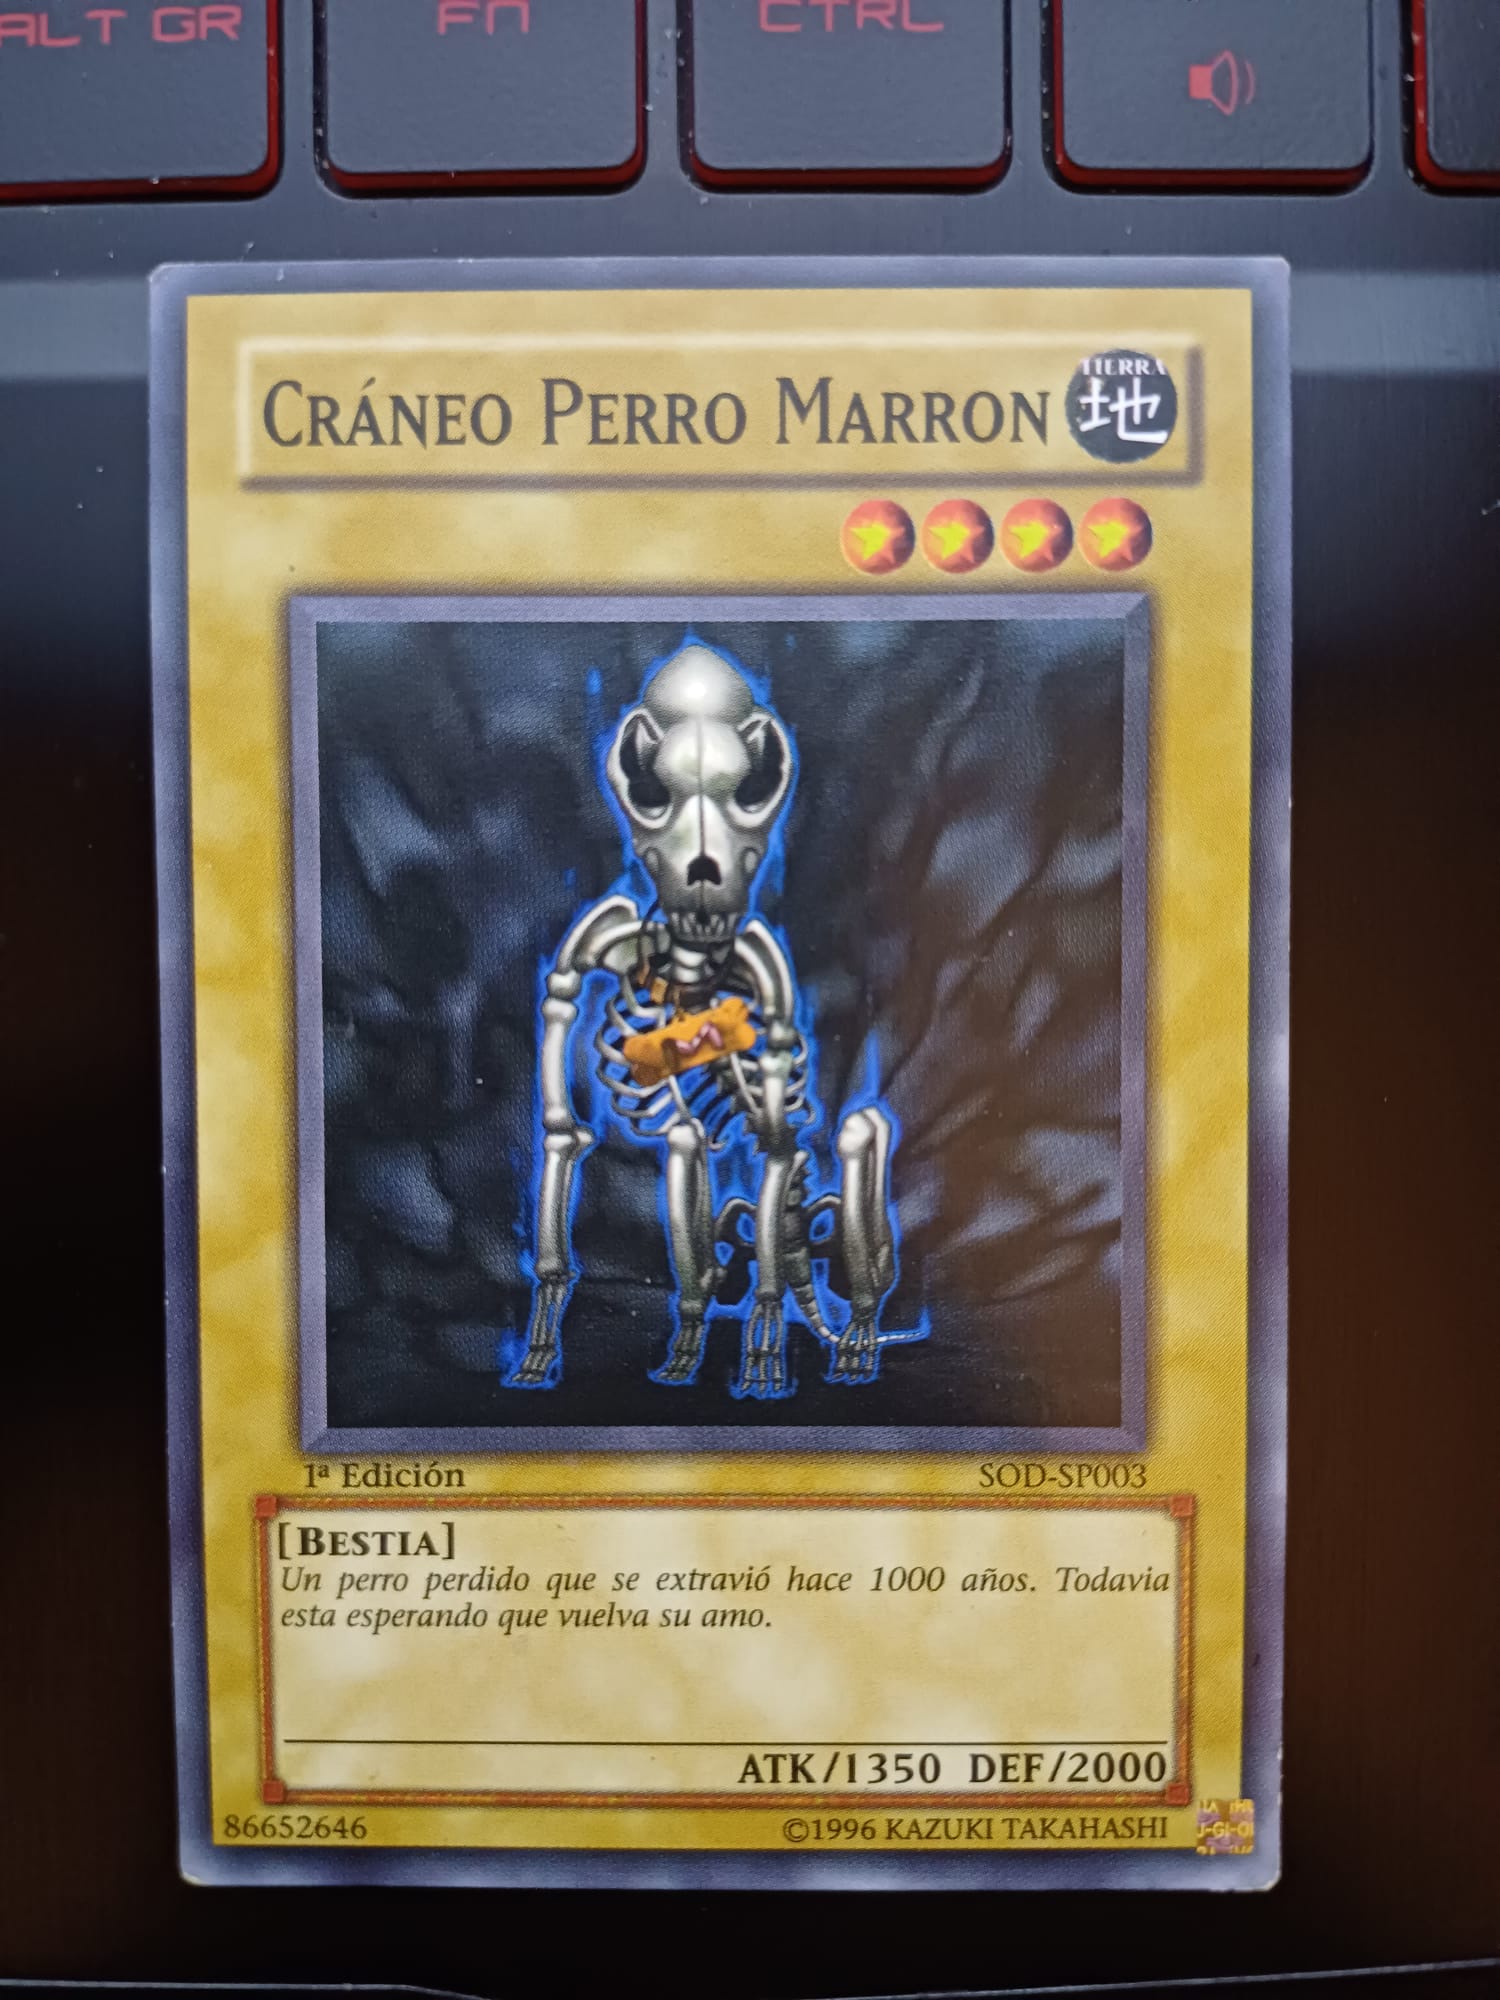 ALT GR
FN
CTRL
CRÁNEO PERRO MARRON
TIERRA
地
1ª Edición
SOD-SP003
[BESTIA]
Un perro perdido que se extravió hace 1000 años. Todavia
esta esperando que vuelva su amo.
ATK/1350 DEF/2000
86652646
©1996 KAZUKI TAKAHASHI